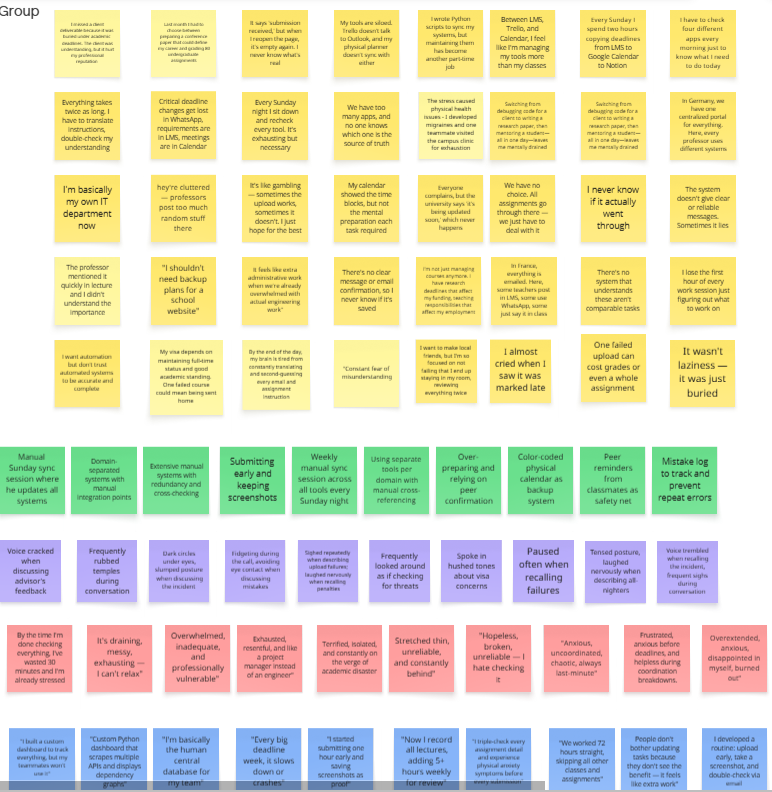 Group
I missed a client
deliverable because it was
buried under academic
deadlines. The client was
understanding, but it hurt my
professional
reputation
Last month I had to
choose between
preparing a conference
paper that could define
my career and grading 80
undergraduate
assignments
It says 'submission
received,' but when
I reopen the page,
it's empty again. I
never know what's
real
My tools are siloed.
Trello doesn't talk
to Outlook, and my
physical planner
doesn't sync with
either
I wrote Python
scripts to sync my
systems, but
maintaining them
has become
another part-time
job
Between LMS,
Trello, and
Calendar, I feel
like I'm managing
my tools more
than my classes
Every Sunday I
spend two hours
copying deadlines
from LMS to
Google Calendar
to Notion
I have to check
four different
apps every
morning just to
know what I need
to do today
Everything takes
twice as long. I
have to translate
instructions,
double-check my
understanding
Critical deadline
changes get lost
in WhatsApp,
requirements are
in LMS, meetings
are in Calendar
Every Sunday
night I sit down
and recheck
every tool. It's
exhausting but
necessary
We have too
many apps, and
no one knows
which one is the
source of truth
The stress caused
physical health
issues - I developed
migraines and one
teammate visited
the campus clinic
for exhaustion
Switching from
debugging code for a
client to writing a
research paper, then
mentoring a student—
all in one day—leaves
me mentally drained
Switching from
debugging code for a
client to writing a
research paper, then
mentoring a student—
all in one day—leaves
me mentally drained
In Germany, we
have one
centralized portal
for everything.
Here, every
professor uses
different systems
I'm basically
my own IT
department
now
hey're cluttered
— professors
post too much
random stuff
there
It's like gambling
— sometimes the
upload works,
sometimes it
doesn't. I just
hope for the best
My calendar
showed the time
blocks, but not
the mental
preparation each
task required
Everyone
complains, but the
university says 'it's
being updated
soon,' which never
happens
We have no
choice. All
assignments go
through there —
we just have to
deal with it
I never know
if it actually
went
through
The system
doesn't give clear
or reliable
messages.
Sometimes it lies
The professor
mentioned it
quickly in lecture
and I didn't
understand the
importance
"I shouldn't
need backup
plans for a
school
website"
It feels like extra
administrative work
when we're already
overwhelmed with
actual engineering
work"
There's no clear
message or email
confirmation, so I
never know if it's
saved
I'm not just managing
courses anymore. I
have research
deadlines that affect
my funding, teaching
responsibilities that
affect my employment
In France,
everything is
emailed. Here,
some teachers post
in LMS, some use
WhatsApp, some
just say it in class
There's no
system that
understands
these aren't
comparable tasks
I lose the first
hour of every
work session just
figuring out what
to work on
I want automation
but don't trust
automated systems
to be accurate and
complete
My visa depends on
maintaining full-time
status and good
academic standing.
One failed course
could mean being sent
home
By the end of the day,
my brain is tired from
constantly translating
and second-guessing
every email and
assignment
instruction
"Constant fear of
misunderstanding
I want to make local
friends, but I'm so
focused on not
falling that I end up
staying in my room,
reviewing
everything twice
I almost
cried when I
saw it was
marked late
One failed
upload can
cost grades or
even a whole
assignment
It wasn't
laziness —
it was just
buried
Manual
Sunday sync
session where
he updates all
systems
Domain-
separated
systems with
manual
integration points
Extensive manual
systems with
redundancy and
cross-checking
Submitting
early and
keeping
screenshots
Weekly
manual sync
session across
all tools every
Sunday night
Using separate
tools per
domain with
manual cross-
referencing
Over-
preparing and
relying on
peer
confirmation
Color-coded
physical
calendar as
backup
system
Peer
reminders
from
classmates as
safety net
Mistake log
to track and
prevent
repeat errors
Voice cracked
when
discussing
advisor's
feedback
Frequently
rubbed
temples
during
conversation
Dark circles
under eyes,
slumped posture
when discussing
the incident
Fidgeting during
the call, avoiding
eye contact when
discussing
mistakes
Sighed repeatedly
when describing
upload failures;
laughed nervously
when recalling
penalties
Frequently
looked around
as if checking
for threats
Spoke in
hushed tones
about visa
concerns
Paused
often when
recalling
failures
Tensed posture,
laughed
nervously when
describing all-
nighters
Voice trembled
when recalling
the incident,
frequent sighs
during
conversation
By the time I'm
done checking
everything, I've
wasted 30
minutes and I'm
already stressed
It's draining,
messy,
exhausting —
I can't relax"
Overwhelmed,
inadequate,
and
professionally
vulnerable"
Exhausted,
resentful, and like
a project
manager instead
of an engineer"
Terrified, isolated,
and constantly on
the verge of
academic disaster
Stretched thin,
unreliable,
and constantly
behind"
"Hopeless,
broken,
unreliable — I
hate checking
it
"Anxious,
uncoordinated,
chaotic, always
last-minute"
Frustrated,
anxious before
deadlines, and
helpless during
coordination
breakdowns.
Overextended,
anxious,
disappointed in
myself, burned
out"
"I built a custom
dashboard to track
everything, but my
teammates won't
use it"
"Custom Python
dashboard that
scrapes multiple
APIs and displays
dependency
graphs"
"I'm basically
the human
central
database for
my team"
"Every big
deadline
week, it slows
down or
crashes"
"I started
submitting one
hour early and
saving
screenshots as
proof"
"Now I record
all lectures,
adding 5+
hours weekly
for review"
"I triple-check every
assignment detail
and experience
physical anxiety
symptoms before
every submission"
"We worked 72
hours straight,
skipping all other
classes and
assignments"
People don't
bother updating
tasks because
they don't see the
benefit — it feels
like extra work"
I developed a
routine: upload
early, take a
screenshot, and
double-check via
email